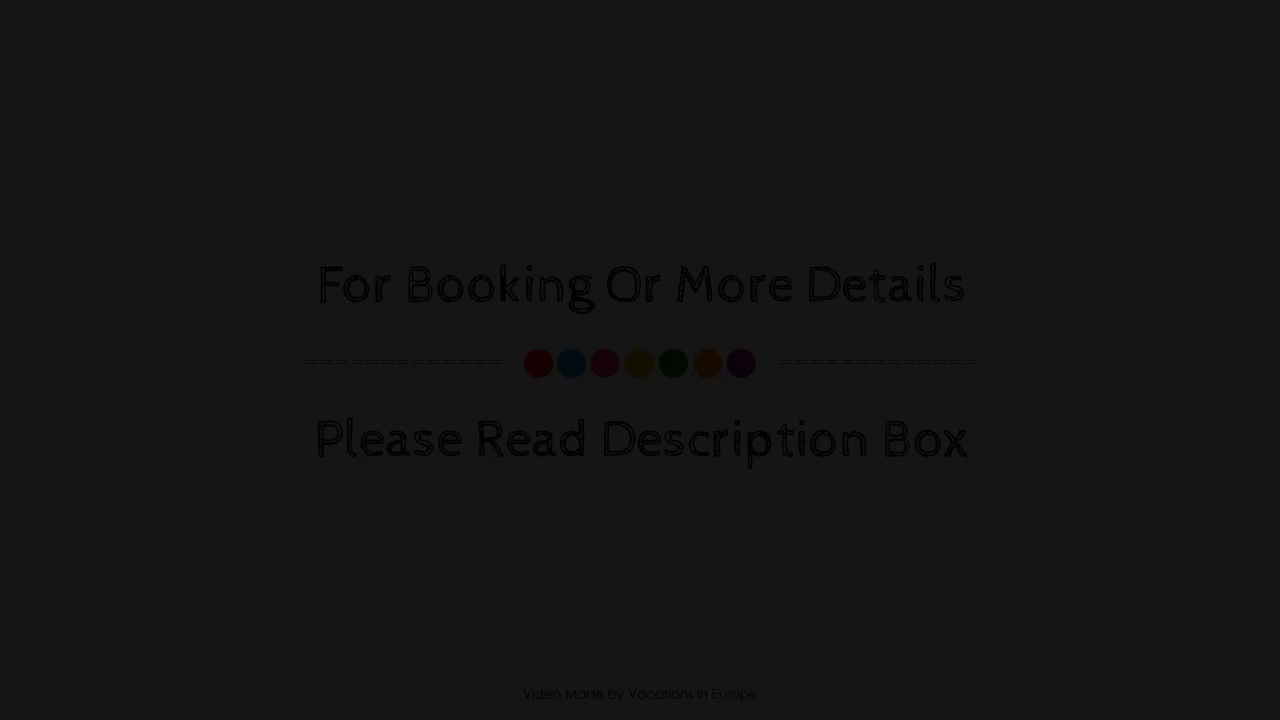 For Booking Or More Details
============= =============
Please Read Description Box
Video Made by Vacations In Europe